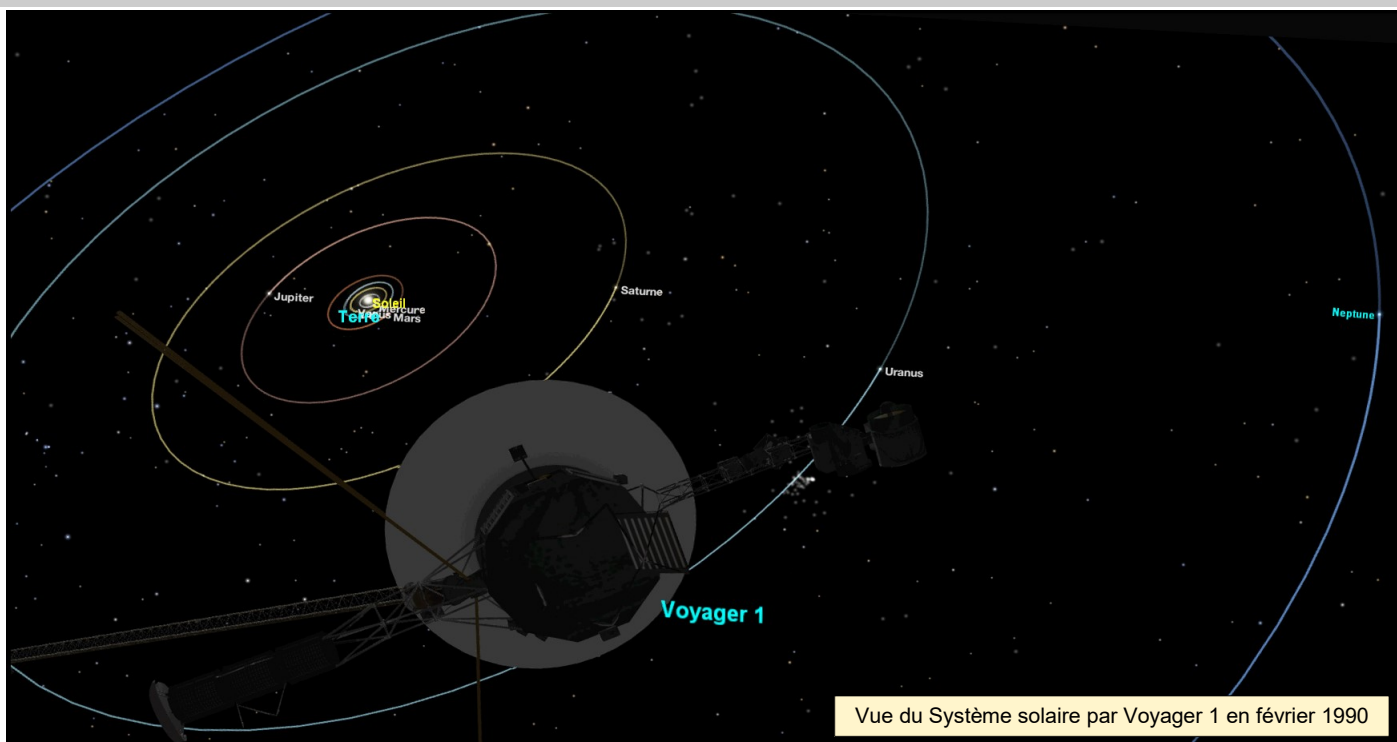 Jupiter
Soleil
Mercure
Vénus Mars
Terre
Saturne
Neptune
Uranus
Voyager 1
Vue du Système solaire par Voyager 1 en février 1990